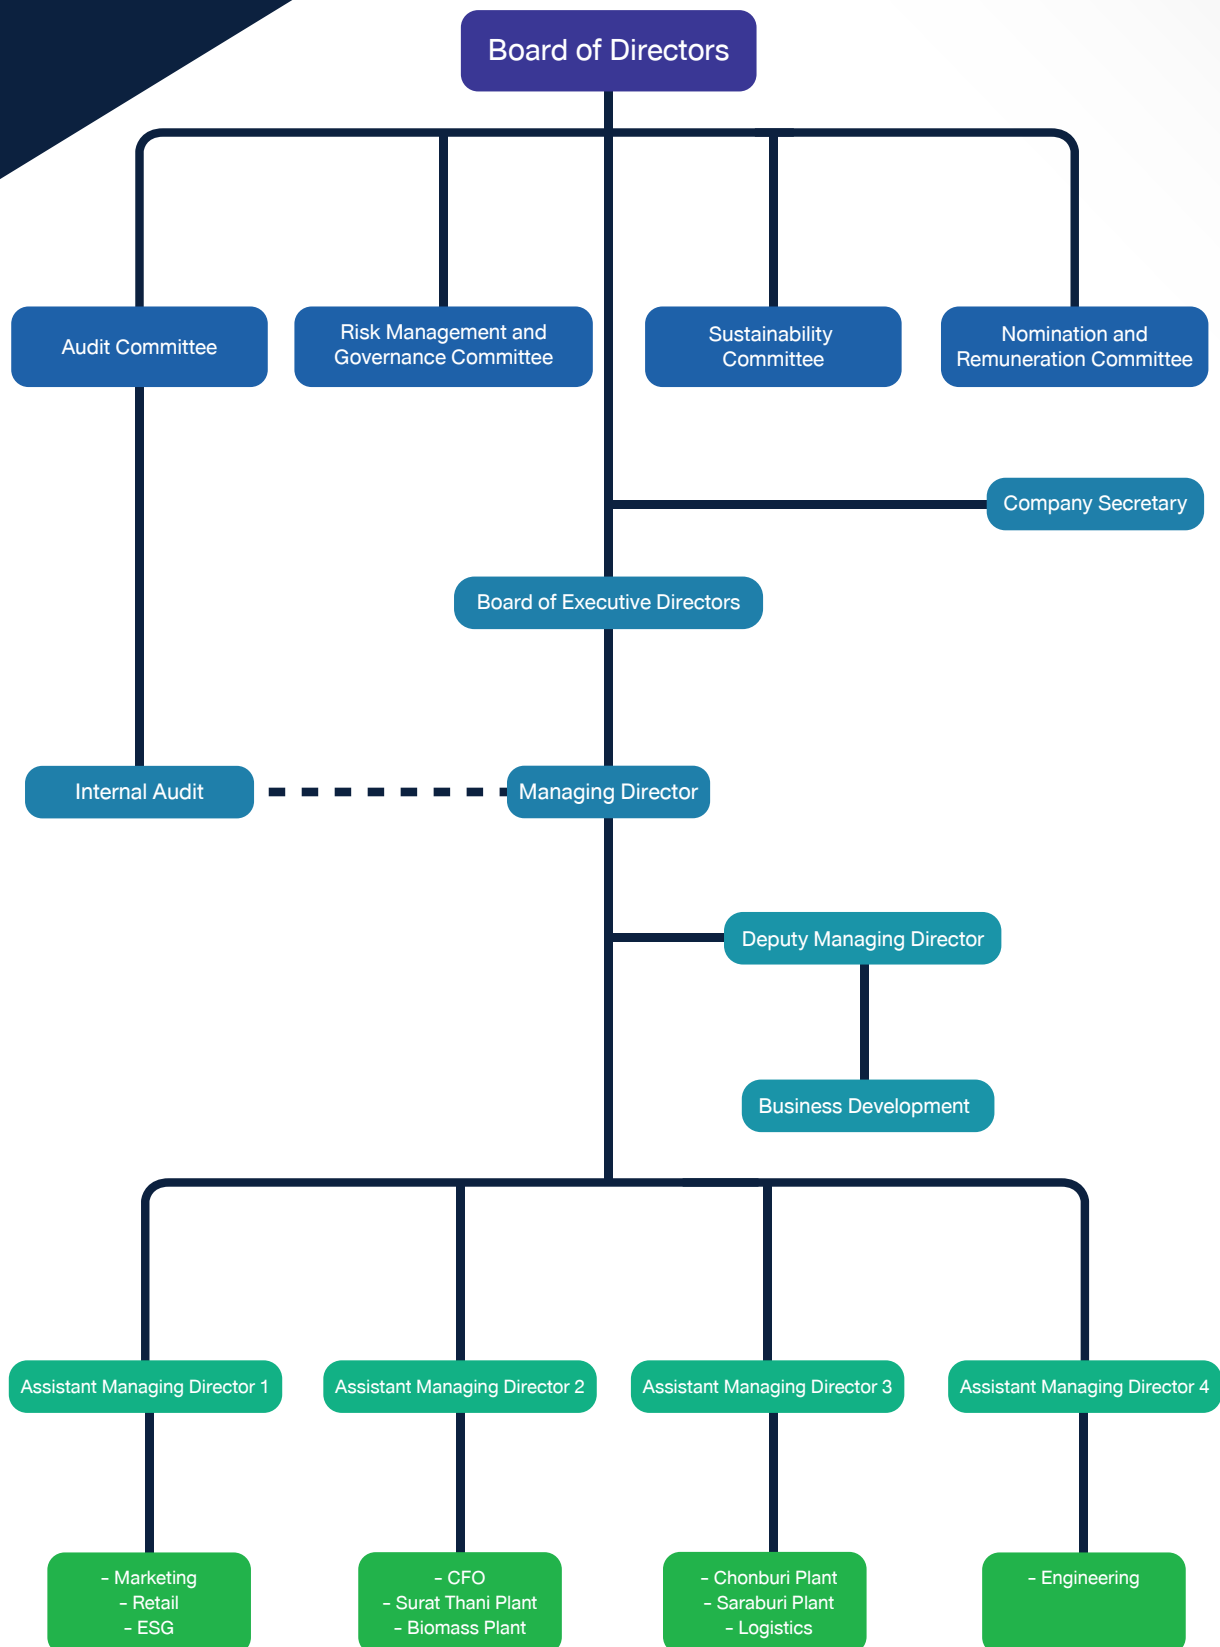 Board of Directors
Audit Committee
Risk Management and
Governance Committee
Sustainability
Committee
Nomination and
Remuneration Committee
Company Secretary
Board of Executive Directors
Internal Audit
Managing Director
Deputy Managing Director
Business Development
Assistant Managing Director 1
Assistant Managing Director 2
Assistant Managing Director 3
Assistant Managing Director 4
- Marketing
- Retail
- ESG
- CFO
- Surat Thani Plant
- Biomass Plant
- Chonburi Plant
- Saraburi Plant
- Logistics
- Engineering